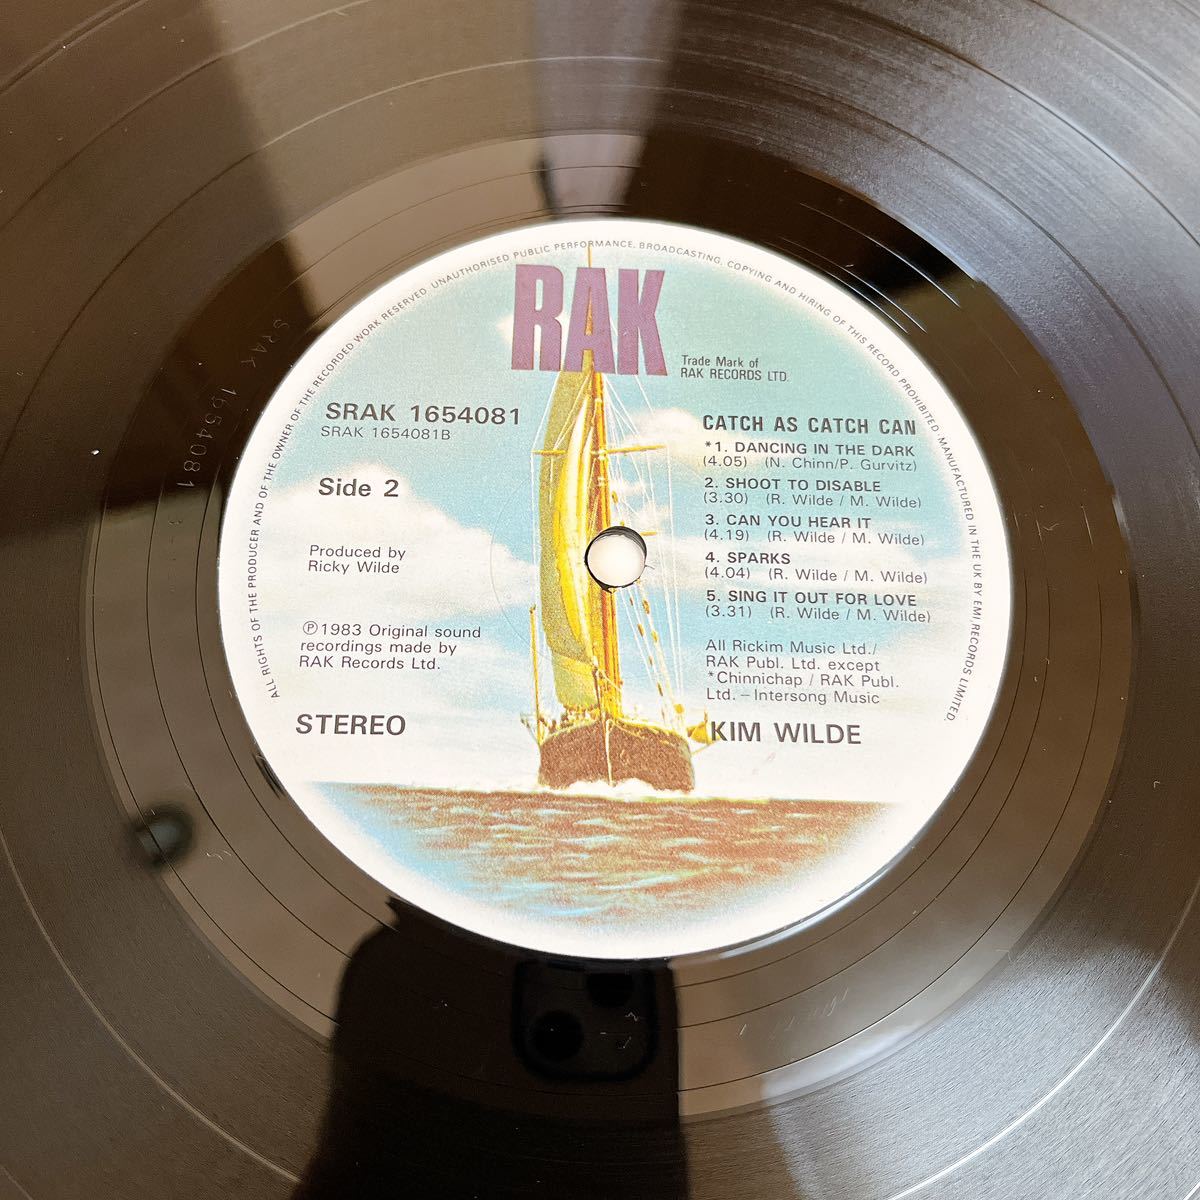 ALL RIGHTS OF THE PRODUCER AND OF THE OWNER OF THE RECORDED WORK RESERVED. UNAUTHORISED PUBLIC PERFORMANCE, BROADCASTING, COPYING AND HIRING OF THIS RECORD PROHIBITED · MANUFACTURED IN THE UK BY EMI RECORDS LIMITED.
RAK
Trade Mark of
RAK RECORDS LTD.
SRAK 1654081
SRAK 1654081B
Side 2
Produced by
Ricky Wilde
℗1983 Original sound
recordings made by
RAK Records Ltd.
STEREO
CATCH AS CATCH CAN
*1. DANCING IN THE DARK
(4.05) (N. Chinn/P. Gurvitz)
2. SHOOT TO DISABLE
(3.30) (R. Wilde / M. Wilde)
3. CAN YOU HEAR IT
(4.19) (R. Wilde / M. Wilde)
4. SPARKS
(4.04) (R. Wilde / M. Wilde)
5. SING IT OUT FOR LOVE
(3.31) (R. Wilde / M. Wilde)
All Rickim Music Ltd./
RAK Publ. Ltd. except
*Chinnichap / RAK Publ.
Ltd. – Intersong Music
KIM WILDE
SRAK 1654081